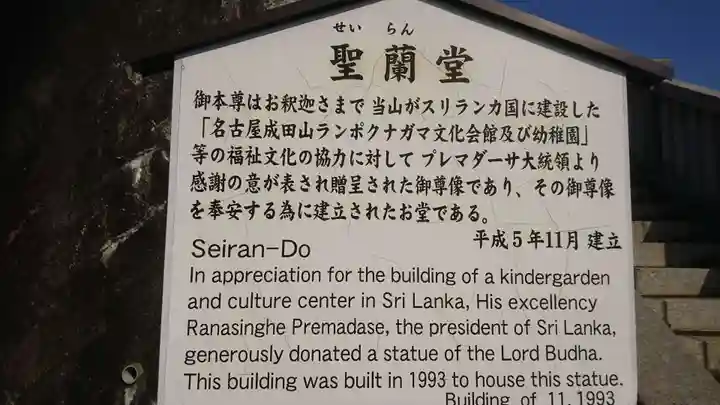 せい らん
聖蘭堂
御本尊はお釈迦さまで 当山がスリランカ国に建設した
「名古屋成田山ランポクナガマ文化会館及び幼稚園」
等の福祉文化の協力に対して プレマダーサ大統領より
感謝の意が表され贈呈された御尊像であり、その御尊像
を奉安する為に建立されたお堂である。
平成5年11月 建立
Seiran-Do
In appreciation for the building of a kindergarden
and culture center in Sri Lanka, His excellency
Ranasinghe Premadase, the president of Sri Lanka,
generously donated a statue of the Lord Budha.
This building was built in 1993 to house this statue.
Building of 11. 1993